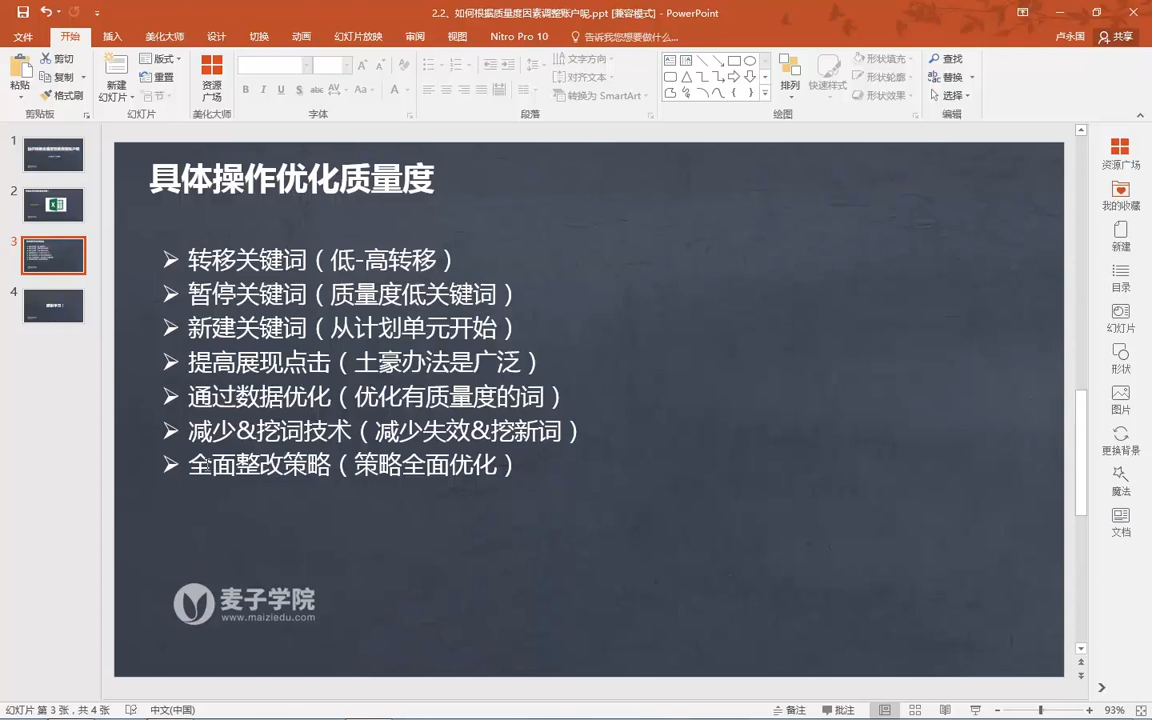 2.2、如何根据质量度因素调整账户呢.ppt [兼容模式] - PowerPoint
文件 开始 插入 美化大师 设计 切换 动画 幻灯片放映 审阅 视图 Nitro Pro 10 告诉我您想要做什么... 卢永国 共享
粘贴 剪切 复制 格式刷 剪贴板
新建幻灯片 版式 重置 节 幻灯片
资源广场 美化大师
B I U S abc AV Aa A 字体
文字方向 对齐文本 转换为 SmartArt 段落
排列 快速样式 形状填充 形状轮廓 形状效果 绘图
查找 替换 选择 编辑
1
2
3
4
具体操作优化质量度
转移关键词（低-高转移）
暂停关键词（质量度低关键词）
新建关键词（从计划单元开始）
提高展现点击（土豪办法是广泛）
通过数据优化（优化有质量度的词）
减少&挖词技术（减少失效&挖新词）
全面整改策略（策略全面优化）
麦子学院
www.maiziedu.com
资源广场
我的收藏
新建
目录
幻灯片
形状
图片
更换背景
魔法
文档
幻灯片 第 3 张，共 4 张 中文(中国) 备注 批注 93%